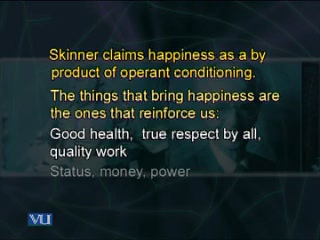 Skinner claims happiness as a by
product of operant conditioning.
The things that bring happiness are
the ones that reinforce us:
Good health, true respect by all,
quality work
Status, money, power
VU